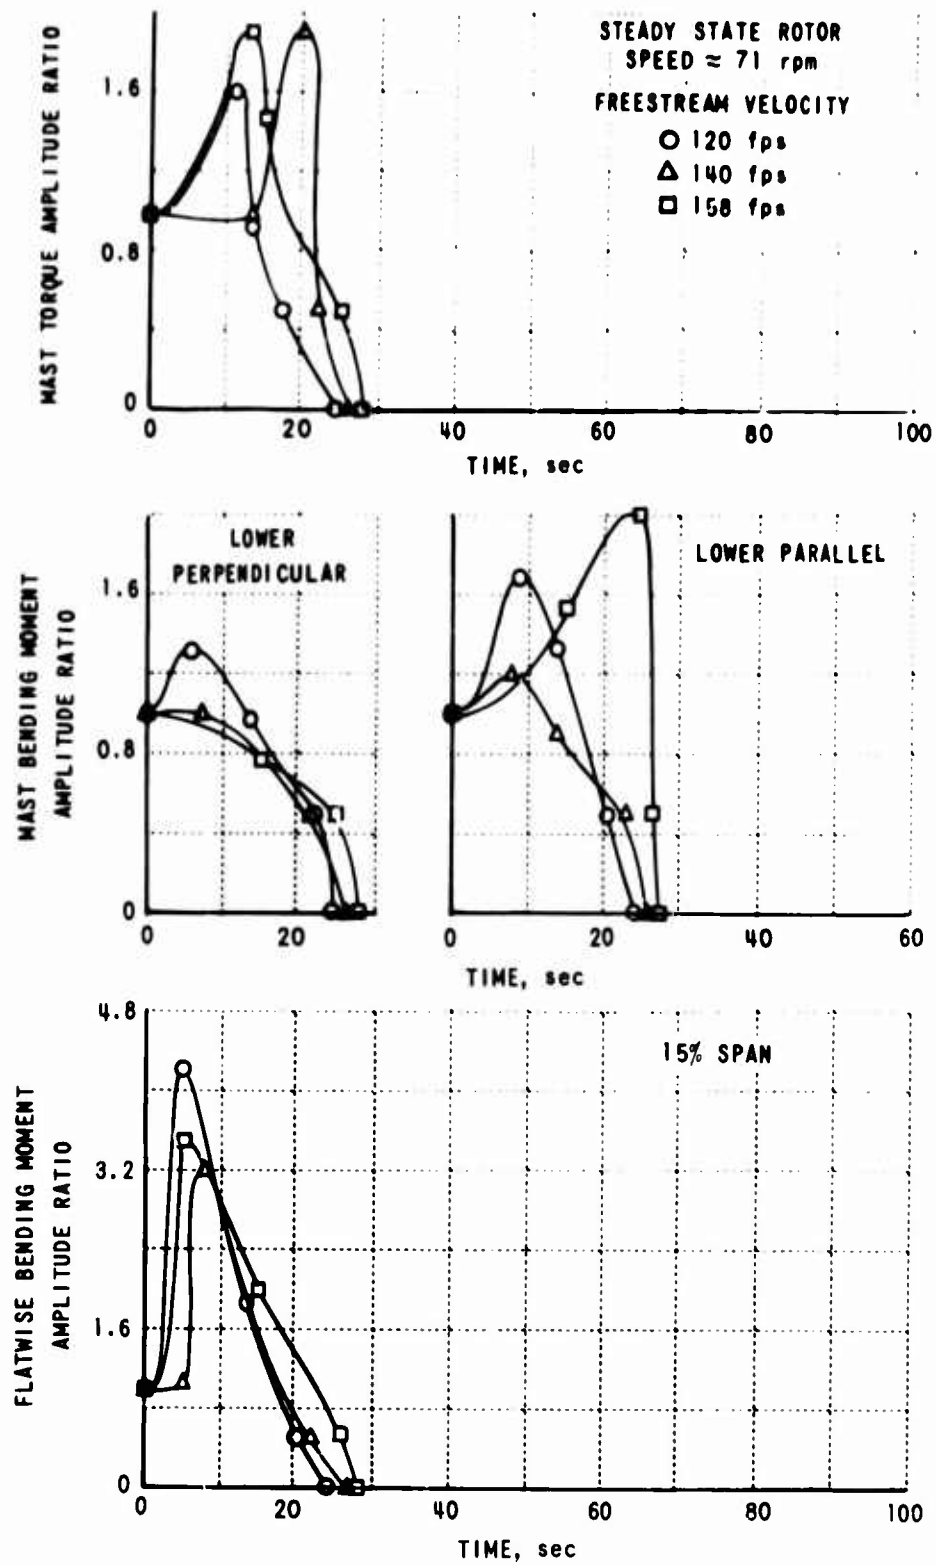 STEADY STATE ROTOR
SPEED ≈ 71 rpm
FREESTREAM VELOCITY
120 fps
140 fps
158 fps
MAST TORQUE AMPLITUDE RATIO
1.6
0.8
0
0 20 40 60 80 100
TIME, sec
LOWER
PERPENDICULAR
LOWER PARALLEL
MAST BENDING MOMENT
AMPLITUDE RATIO
1.6
0.8
0
0 20 0 20 40 60
TIME, sec
15% SPAN
FLATWISE BENDING MOMENT
AMPLITUDE RATIO
4.8
3.2
1.6
0
0 20 40 60 80 100
TIME, sec